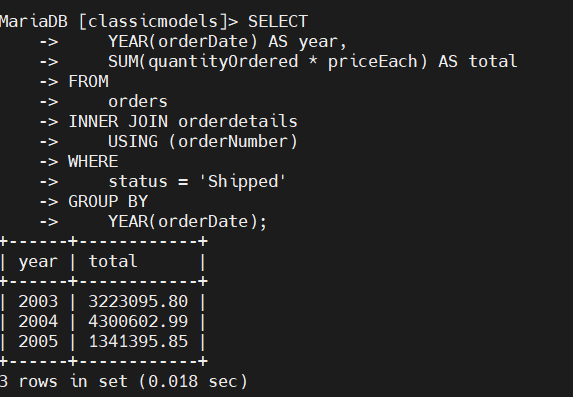 MariaDB [classicmodels]> SELECT
    ->     YEAR(orderDate) AS year,
    ->     SUM(quantityOrdered * priceEach) AS total
    -> FROM
    ->     orders
    -> INNER JOIN orderdetails
    ->     USING (orderNumber)
    -> WHERE
    ->     status = 'Shipped'
    -> GROUP BY
    ->     YEAR(orderDate);
+------+------------+
| year | total      |
+------+------------+
| 2003 | 3223095.80 |
| 2004 | 4300602.99 |
| 2005 | 1341395.85 |
+------+------------+
3 rows in set (0.018 sec)